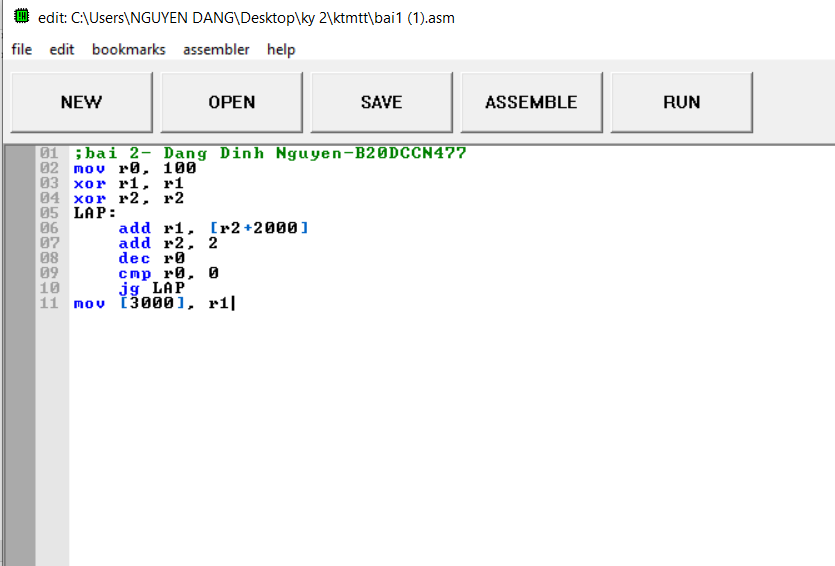 edit: C:\Users\NGUYEN DANG\Desktop\ky 2\ktmtt\bai1 (1).asm
file edit bookmarks assembler help
NEW OPEN SAVE ASSEMBLE RUN
01 ;bai 2- Dang Dinh Nguyen-B20DCCN477
02 mov r0, 100
03 xor r1, r1
04 xor r2, r2
05 LAP:
06 add r1, [r2+2000]
07 add r2, 2
08 dec r0
09 cmp r0, 0
10 jg LAP
11 mov [3000], r1